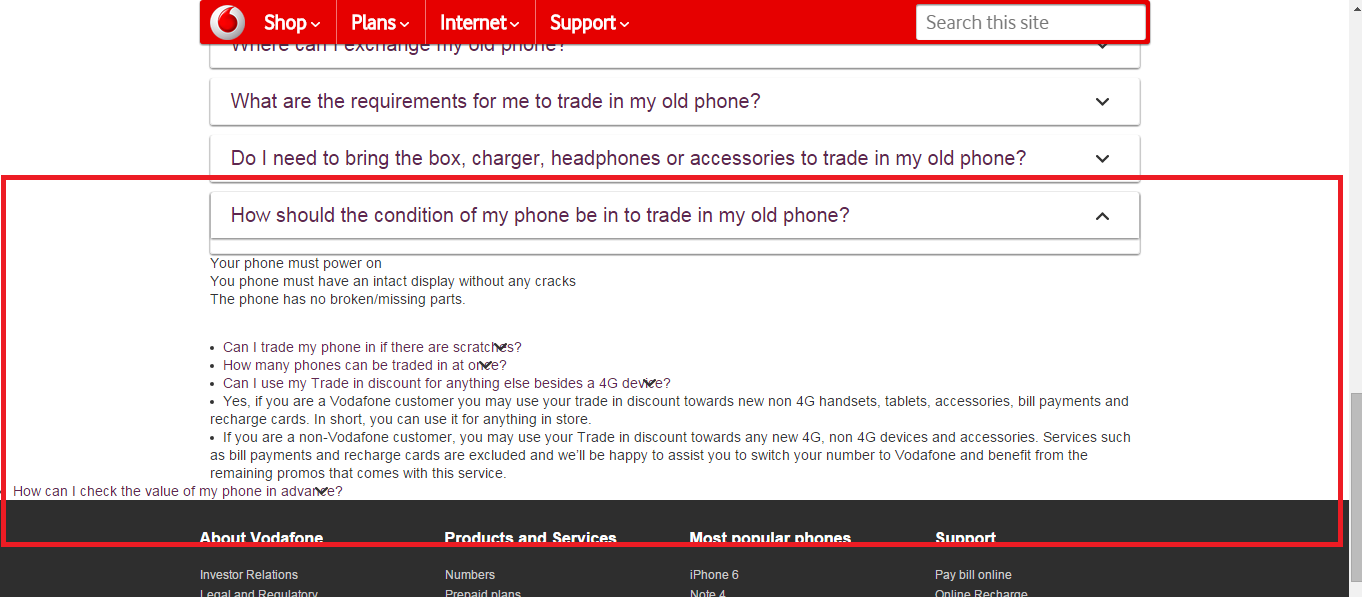 Shop Plans Internet Support Search this site
Where can I exchange my old phone?
What are the requirements for me to trade in my old phone?
Do I need to bring the box, charger, headphones or accessories to trade in my old phone?
How should the condition of my phone be in to trade in my old phone?
Your phone must power on
You phone must have an intact display without any cracks
The phone has no broken/missing parts.
• Can I trade my phone in if there are scratches?
• How many phones can be traded in at once?
• Can I use my Trade in discount for anything else besides a 4G device?
• Yes, if you are a Vodafone customer you may use your trade in discount towards new non 4G handsets, tablets, accessories, bill payments and
recharge cards. In short, you can use it for anything in store.
• If you are a non-Vodafone customer, you may use your Trade in discount towards any new 4G, non 4G devices and accessories. Services such
as bill payments and recharge cards are excluded and we'll be happy to assist you to switch your number to Vodafone and benefit from the
remaining promos that comes with this service.
How can I check the value of my phone in advance?
About Vodafone Products and Services Most popular phones Support
Investor Relations Numbers iPhone 6 Pay bill online
Legal and Regulatory Prepaid plans Note 4 Online Recharge